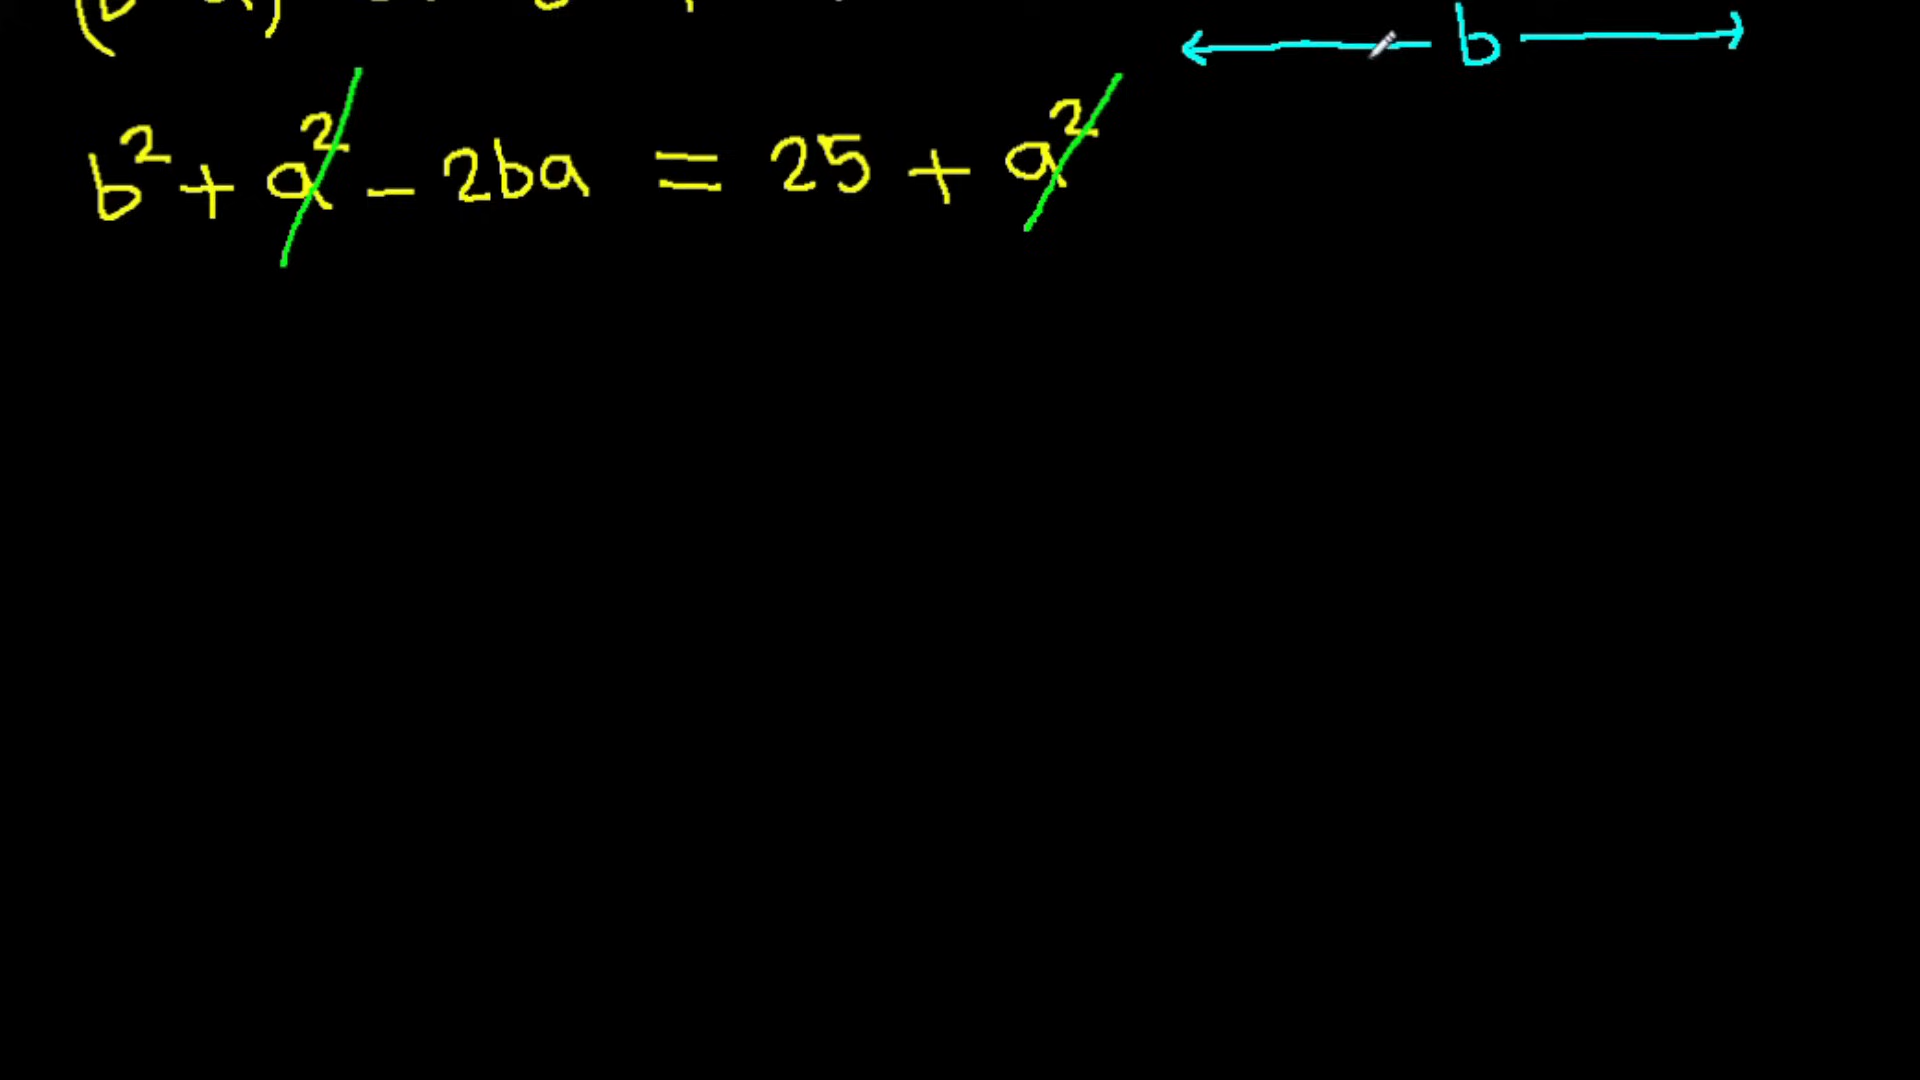 b
b² + a² - 2ba = 25 + a²